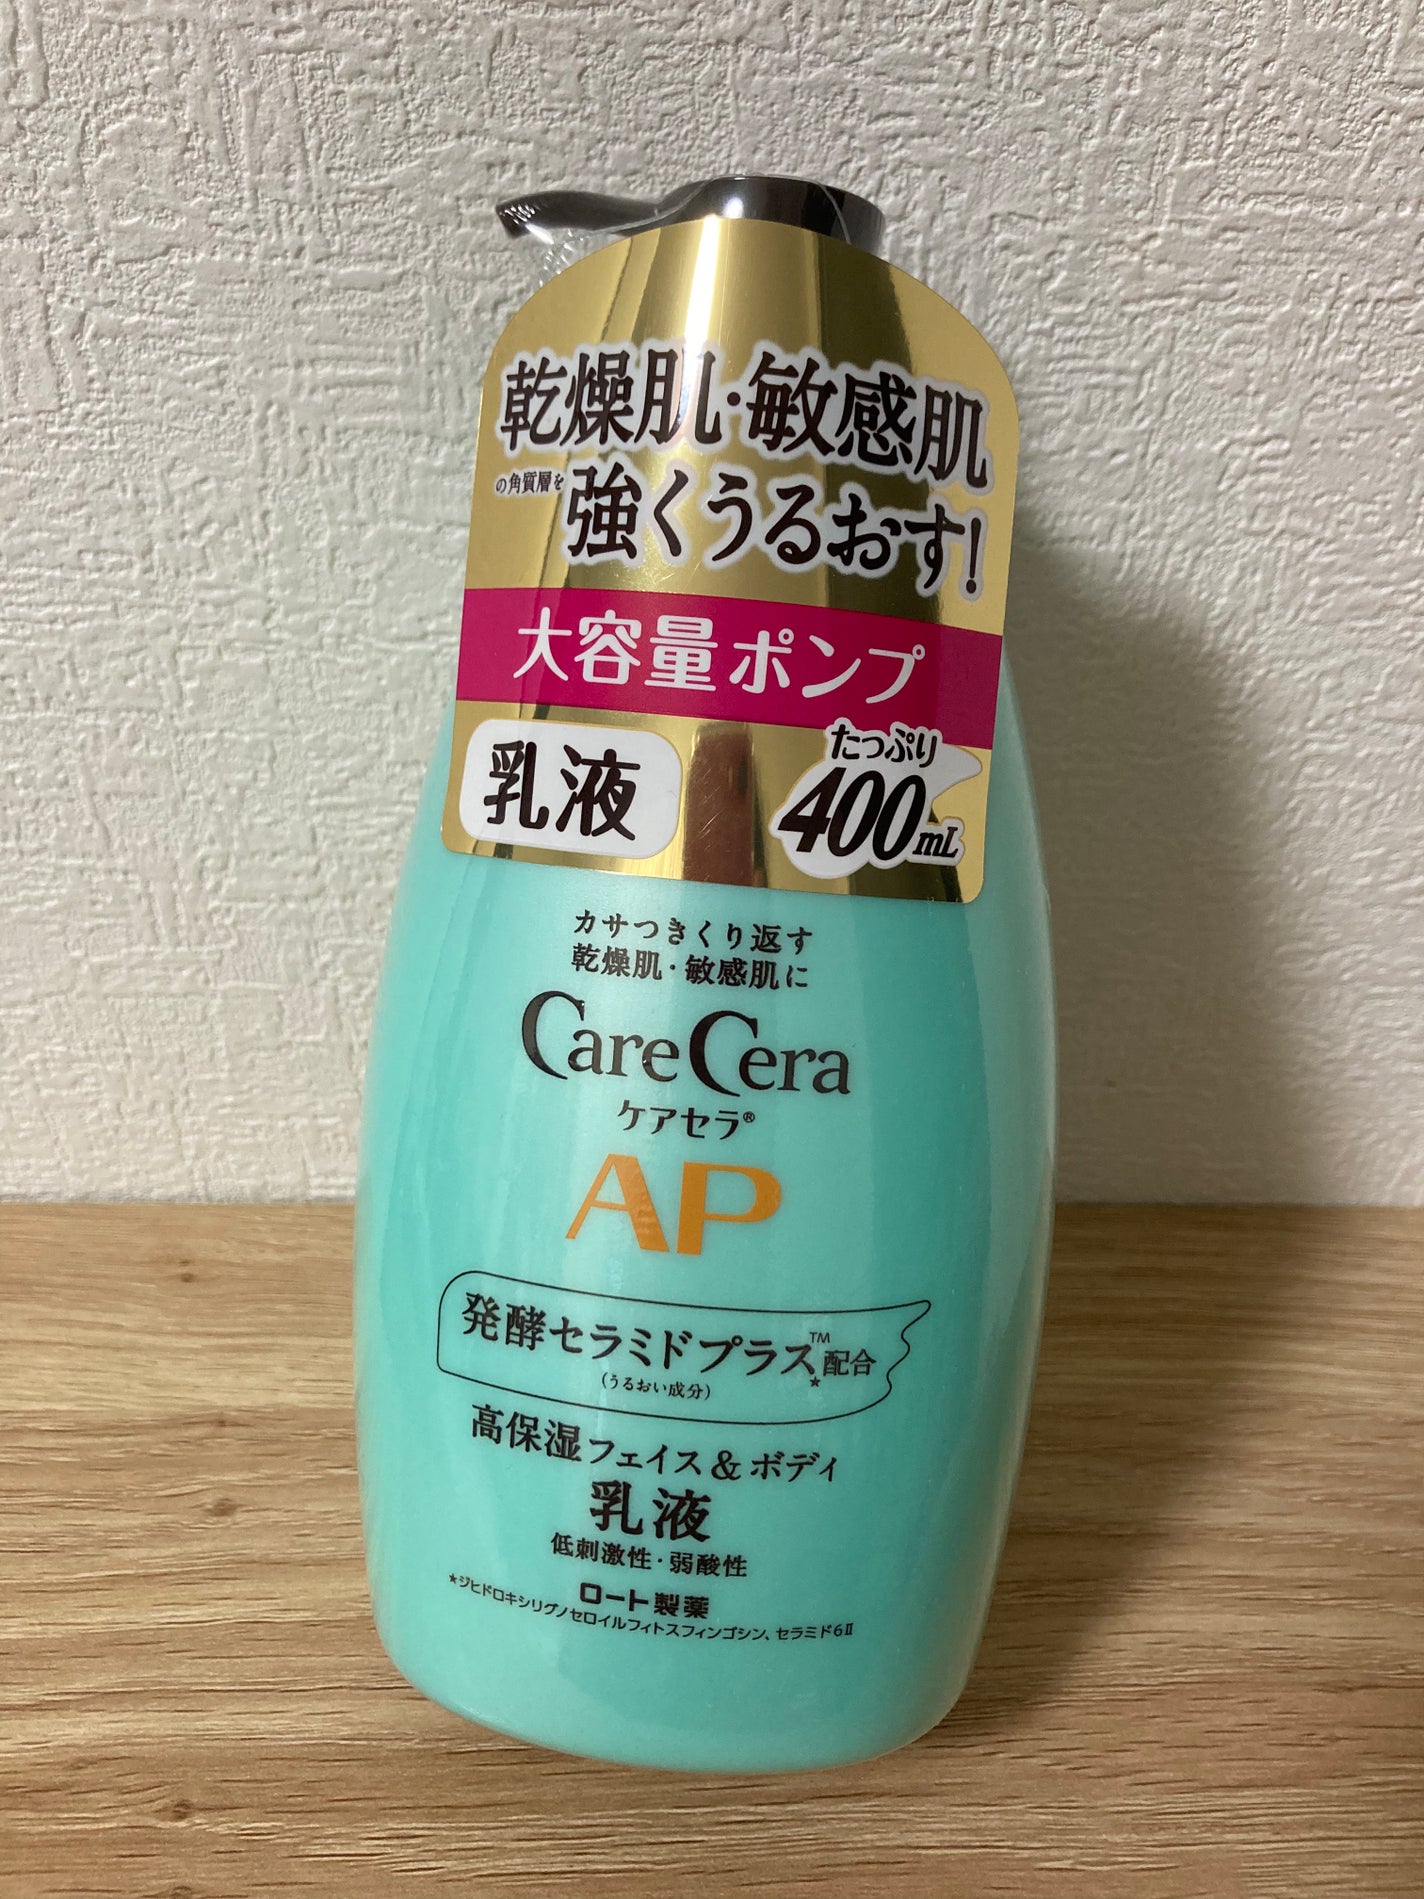 乾燥肌・敏感肌
の角質層を強くうるおす!
大容量ポンプ
乳液
たっぷり
400mL
カサつきくり返す
乾燥肌・敏感肌に
CareCera
ケアセラ®
AP
発酵セラミドプラス™★配合
(うるおい成分)
高保湿フェイス&ボディ
乳液
低刺激性・弱酸性
ロート製薬
★ジヒドロキシリグノセロイルフィトスフィンゴシン、セラミド6Ⅱ